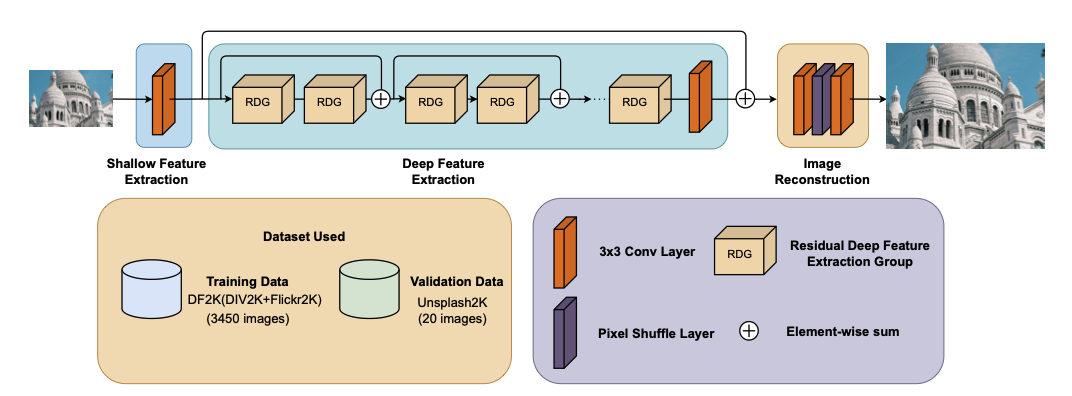 RDG
RDG
RDG
RDG
RDG
Shallow Feature
Extraction
Deep Feature
Extraction
Image
Reconstruction
Dataset Used
Training Data
DF2K(DIV2K+Flickr2K)
(3450 images)
Validation Data
Unsplash2K
(20 images)
3x3 Conv Layer
RDG
Residual Deep Feature
Extraction Group
Pixel Shuffle Layer
Element-wise sum